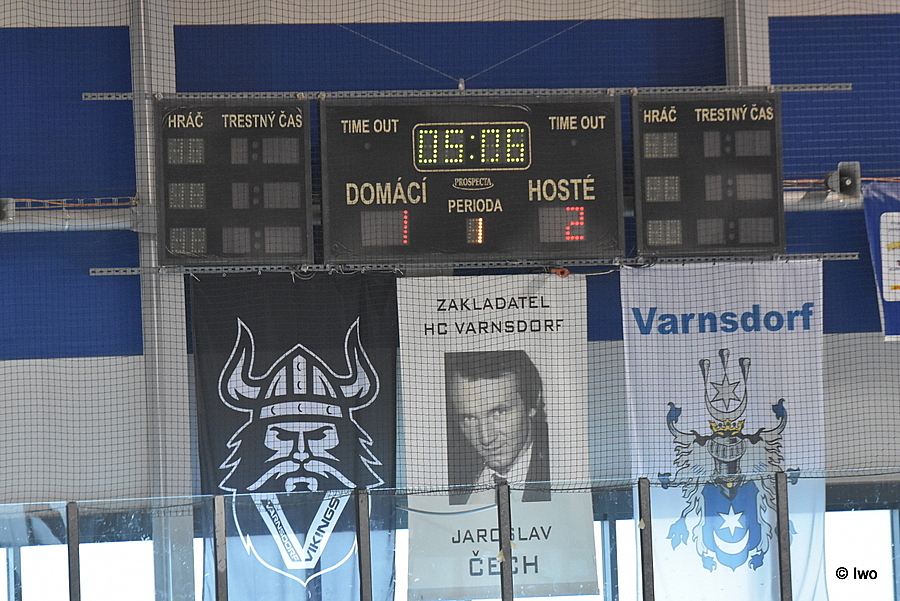 HRÁČ TRESTNÝ ČAS
TIME OUT
05:06
TIME OUT
PROSPECTA
DOMÁCÍ
HOSTÉ
PERIODA
1
1
2
HRÁČ TRESTNÝ ČAS
VARNSDORF
VIKINGS
ZAKLADATEL
HC VARNSDORF
JAROSLAV
ČECH
Varnsdorf
© Iwo